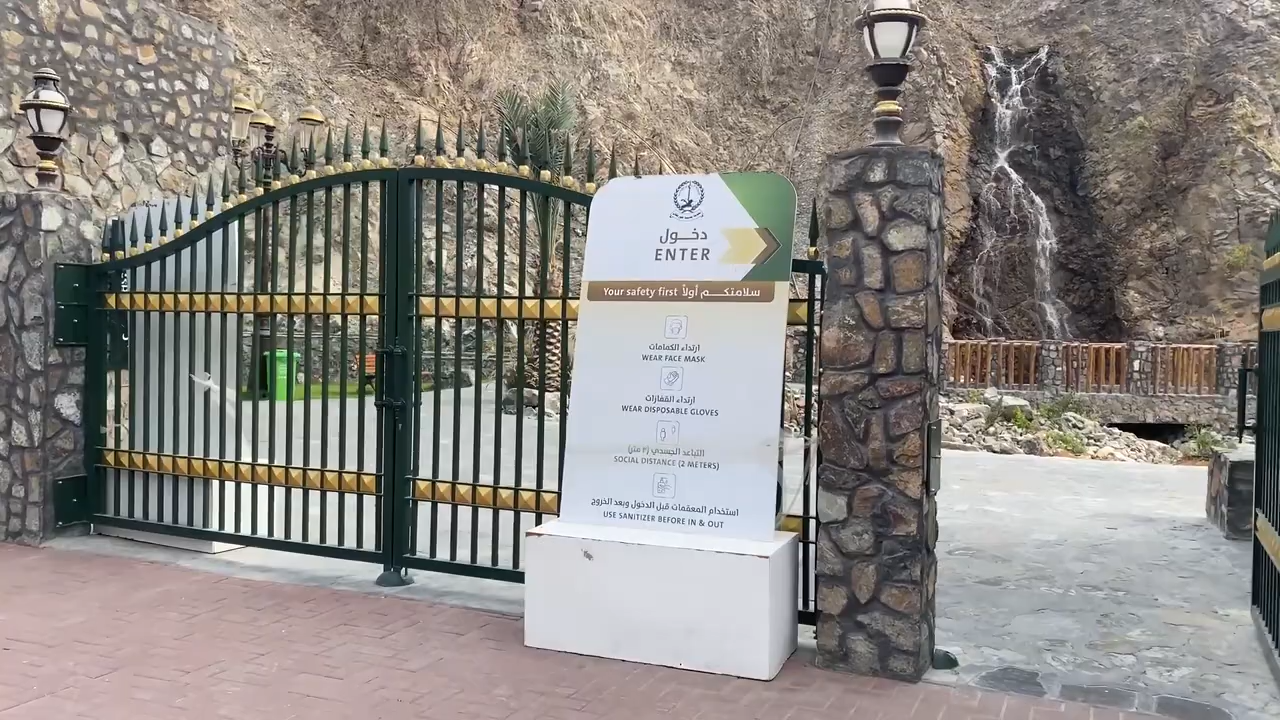 دخول
ENTER
Your safety first سلامتكم أولاً
ارتداء الكمامات
WEAR FACE MASK
ارتداء القفازات
WEAR DISPOSABLE GLOVES
التباعد الجسدي (٢ متر)
SOCIAL DISTANCE (2 METERS)
استخدام المعقمات قبل الدخول وبعد الخروج
USE SANITIZER BEFORE IN & OUT